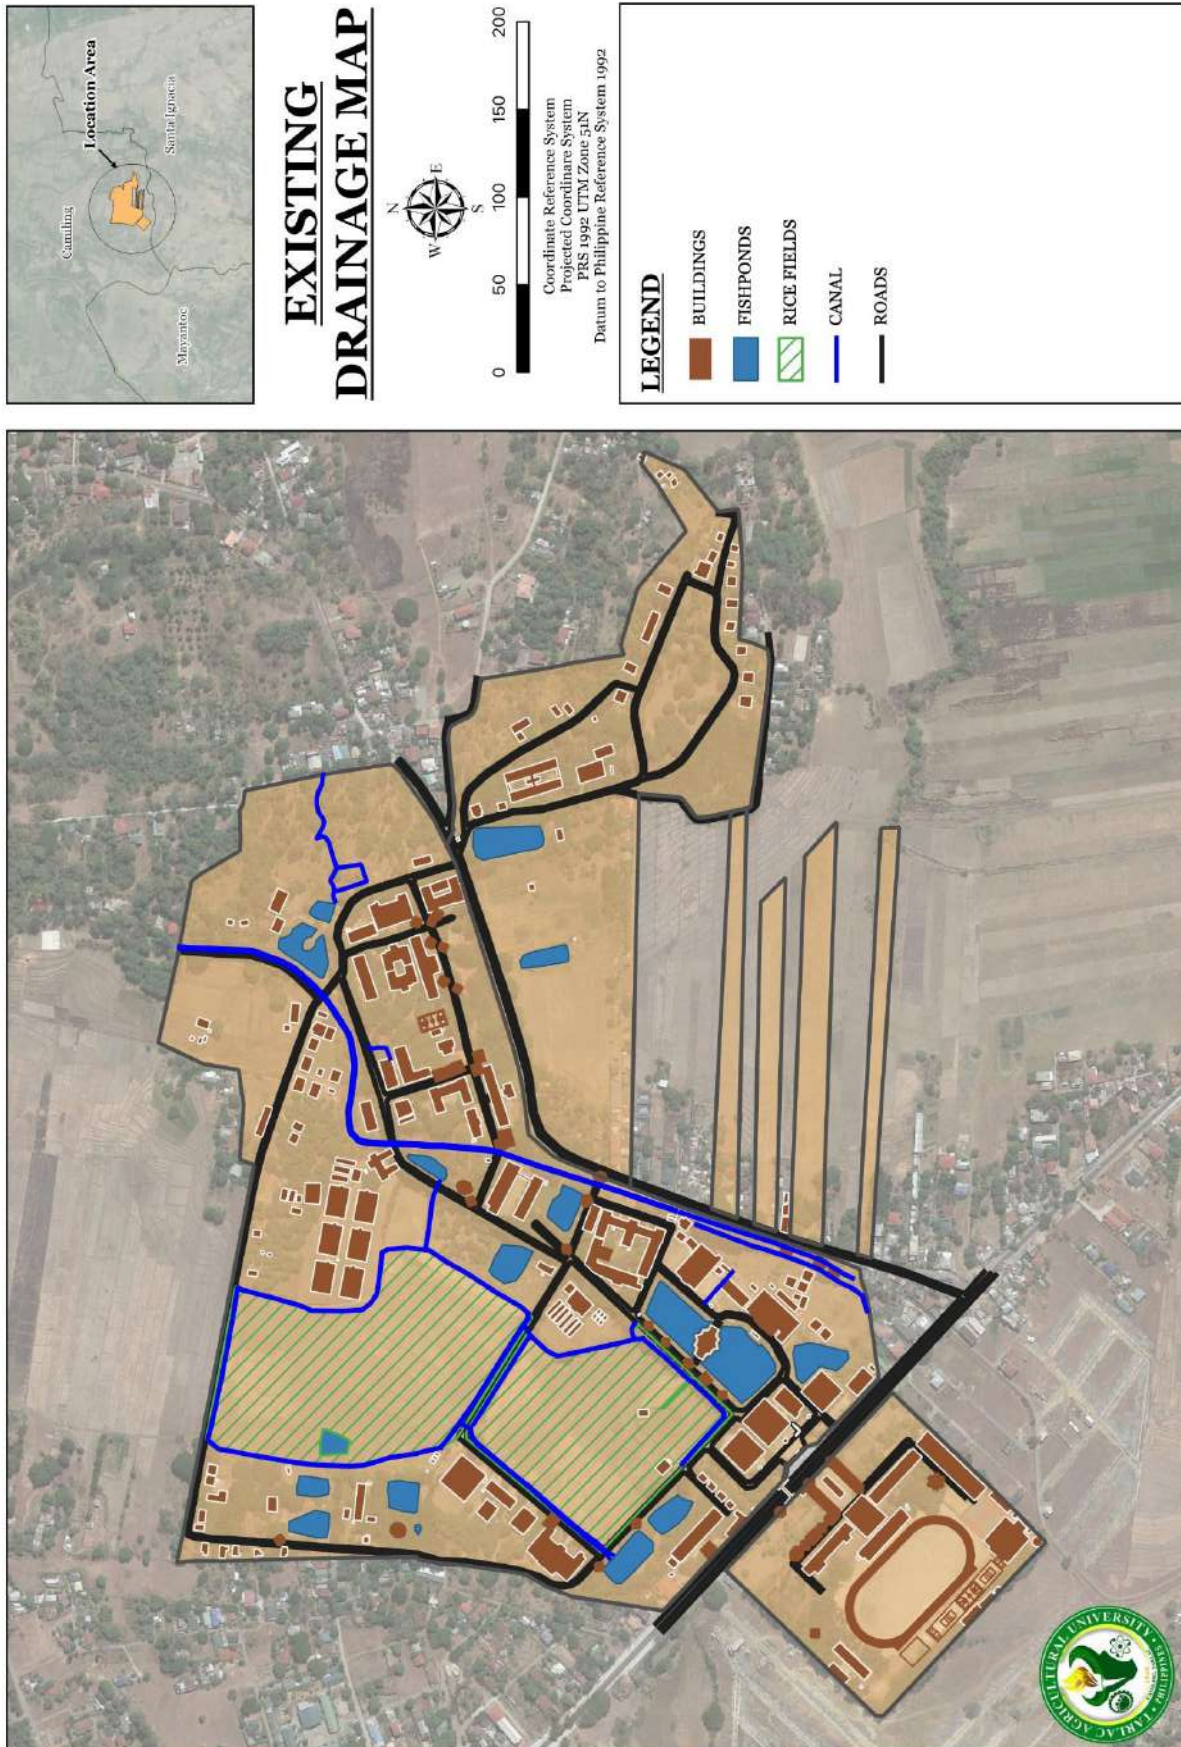 Camiling
Location Area
Mayantoc
Santa Ignacia
EXISTING
DRAINAGE MAP
N
W
E
S
0
50
100
150
200
Coordinate Reference System
Projected Coordinare System
PRS 1992 UTM Zone 51N
Datum to Philippine Reference System 1992
LEGEND
BUILDINGS
FISHPONDS
RICE FIELDS
CANAL
ROADS
TARLAC AGRICULTURAL UNIVERSITY • PHILIPPINES •